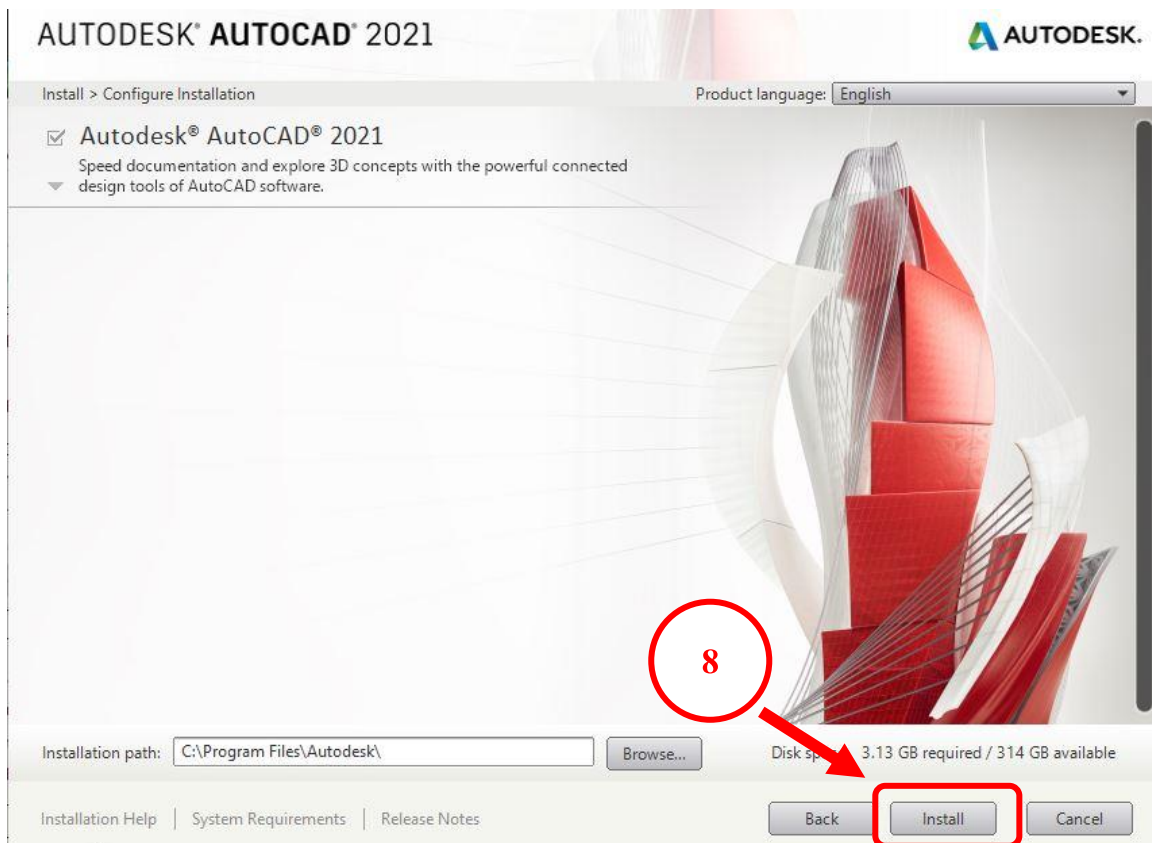 AUTODESK® AUTOCAD® 2021
AUTODESK.
Install > Configure Installation
Product language: English
Autodesk® AutoCAD® 2021
Speed documentation and explore 3D concepts with the powerful connected
design tools of AutoCAD software.
8
Installation path: C:\Program Files\Autodesk\ Browse... Disk 3.13 GB required / 314 GB available
Installation Help | System Requirements | Release Notes
Back Install Cancel